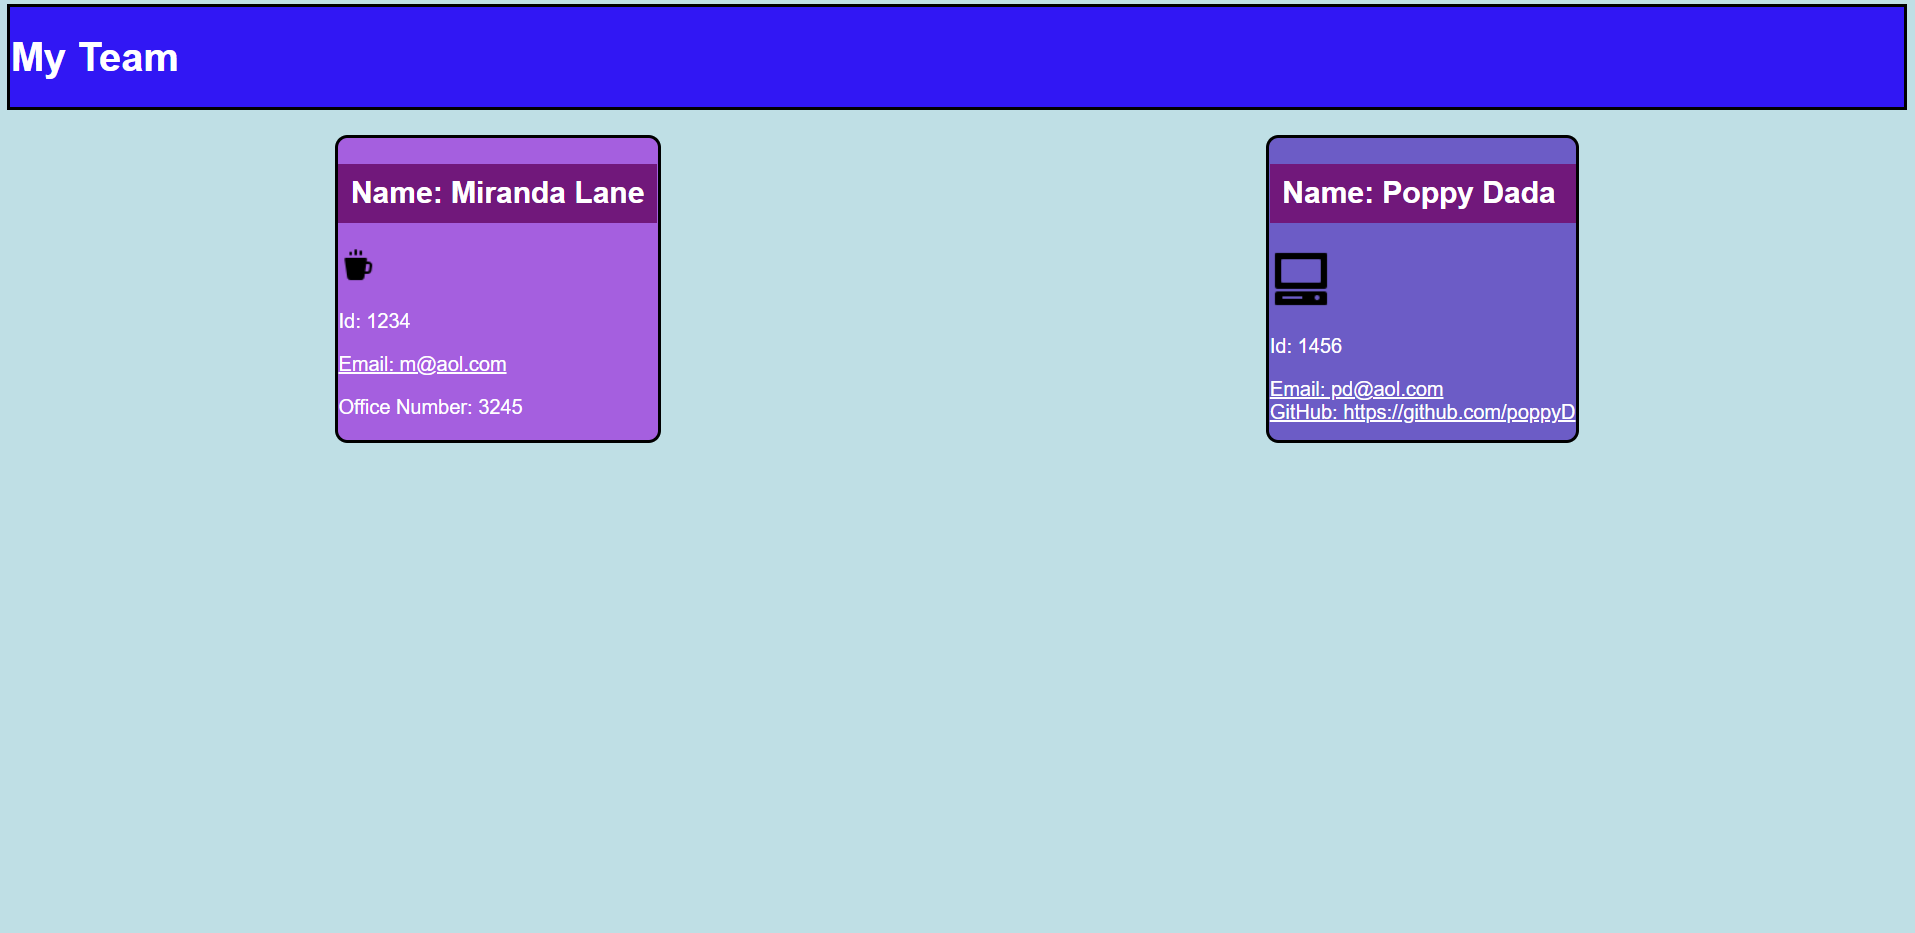 My Team
Name: Miranda Lane
Id: 1234
Email: m@aol.com
Office Number: 3245
Name: Poppy Dada
Id: 1456
Email: pd@aol.com
GitHub: https://github.com/poppyD